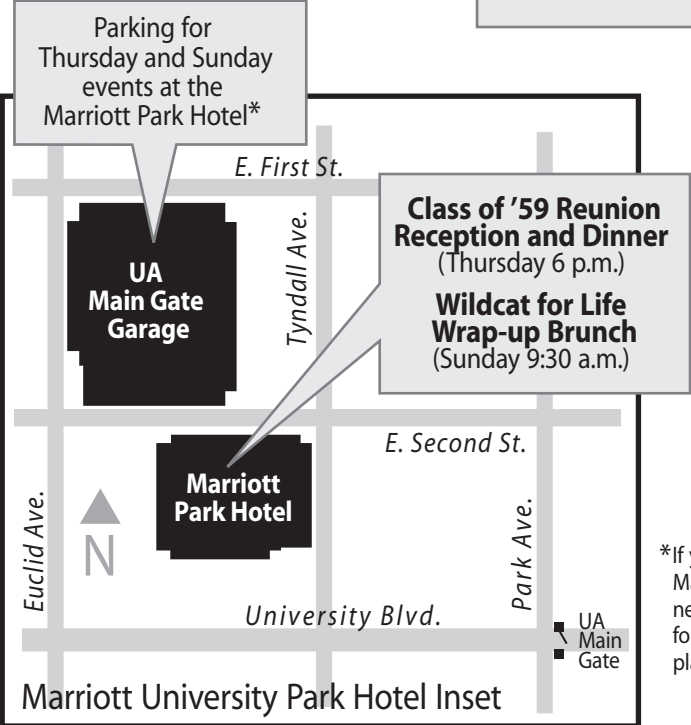 Parking for
Thursday and Sunday
events at the
Marriott Park Hotel*
E. First St.
Tyndall Ave.
Class of ’59 Reunion
Reception and Dinner
(Thursday 6 p.m.)
Wildcat for Life
Wrap-up Brunch
(Sunday 9:30 a.m.)
UA
Main Gate
Garage
E. Second St.
Marriott
Park Hotel
Euclid Ave.
N
Park Ave.
University Blvd.
UA
Main
Gate
Marriott University Park Hotel Inset
*If